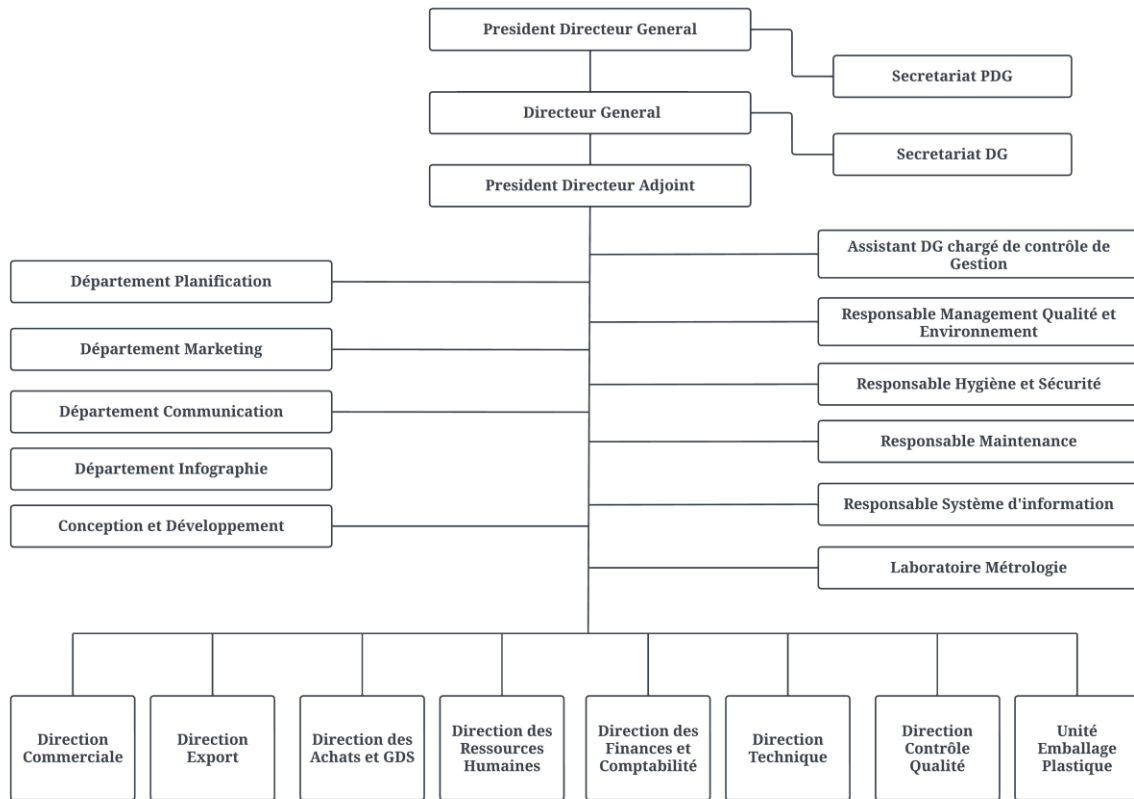 President Directeur General
Secretariat PDG
Directeur General
Secretariat DG
President Directeur Adjoint
Assistant DG chargé de contrôle de
Gestion
Département Planification
Responsable Management Qualité et
Environnement
Département Marketing
Responsable Hygiène et Sécurité
Département Communication
Responsable Maintenance
Département Infographie
Responsable Système d'information
Conception et Développement
Laboratoire Métrologie
Direction
Commerciale
Direction
Export
Direction des
Achats et GDS
Direction des
Ressources
Humaines
Direction des
Finances et
Comptabilité
Direction
Technique
Direction
Contrôle
Qualité
Unité
Emballage
Plastique